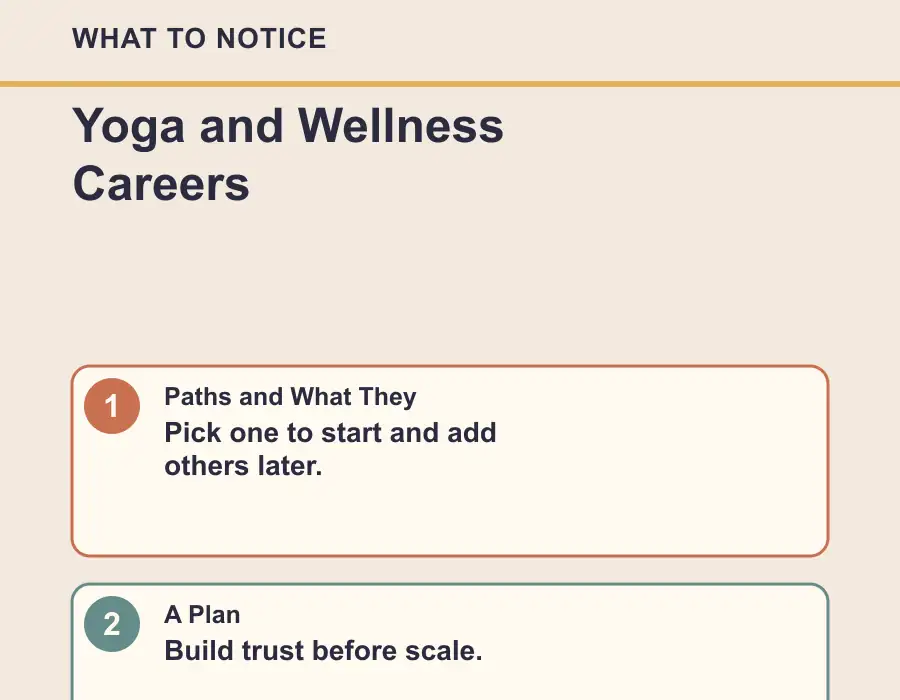 WHAT TO NOTICE
Yoga and Wellness
Careers
1
Paths and What They
Pick one to start and add
others later.
2
A Plan
Build trust before scale.